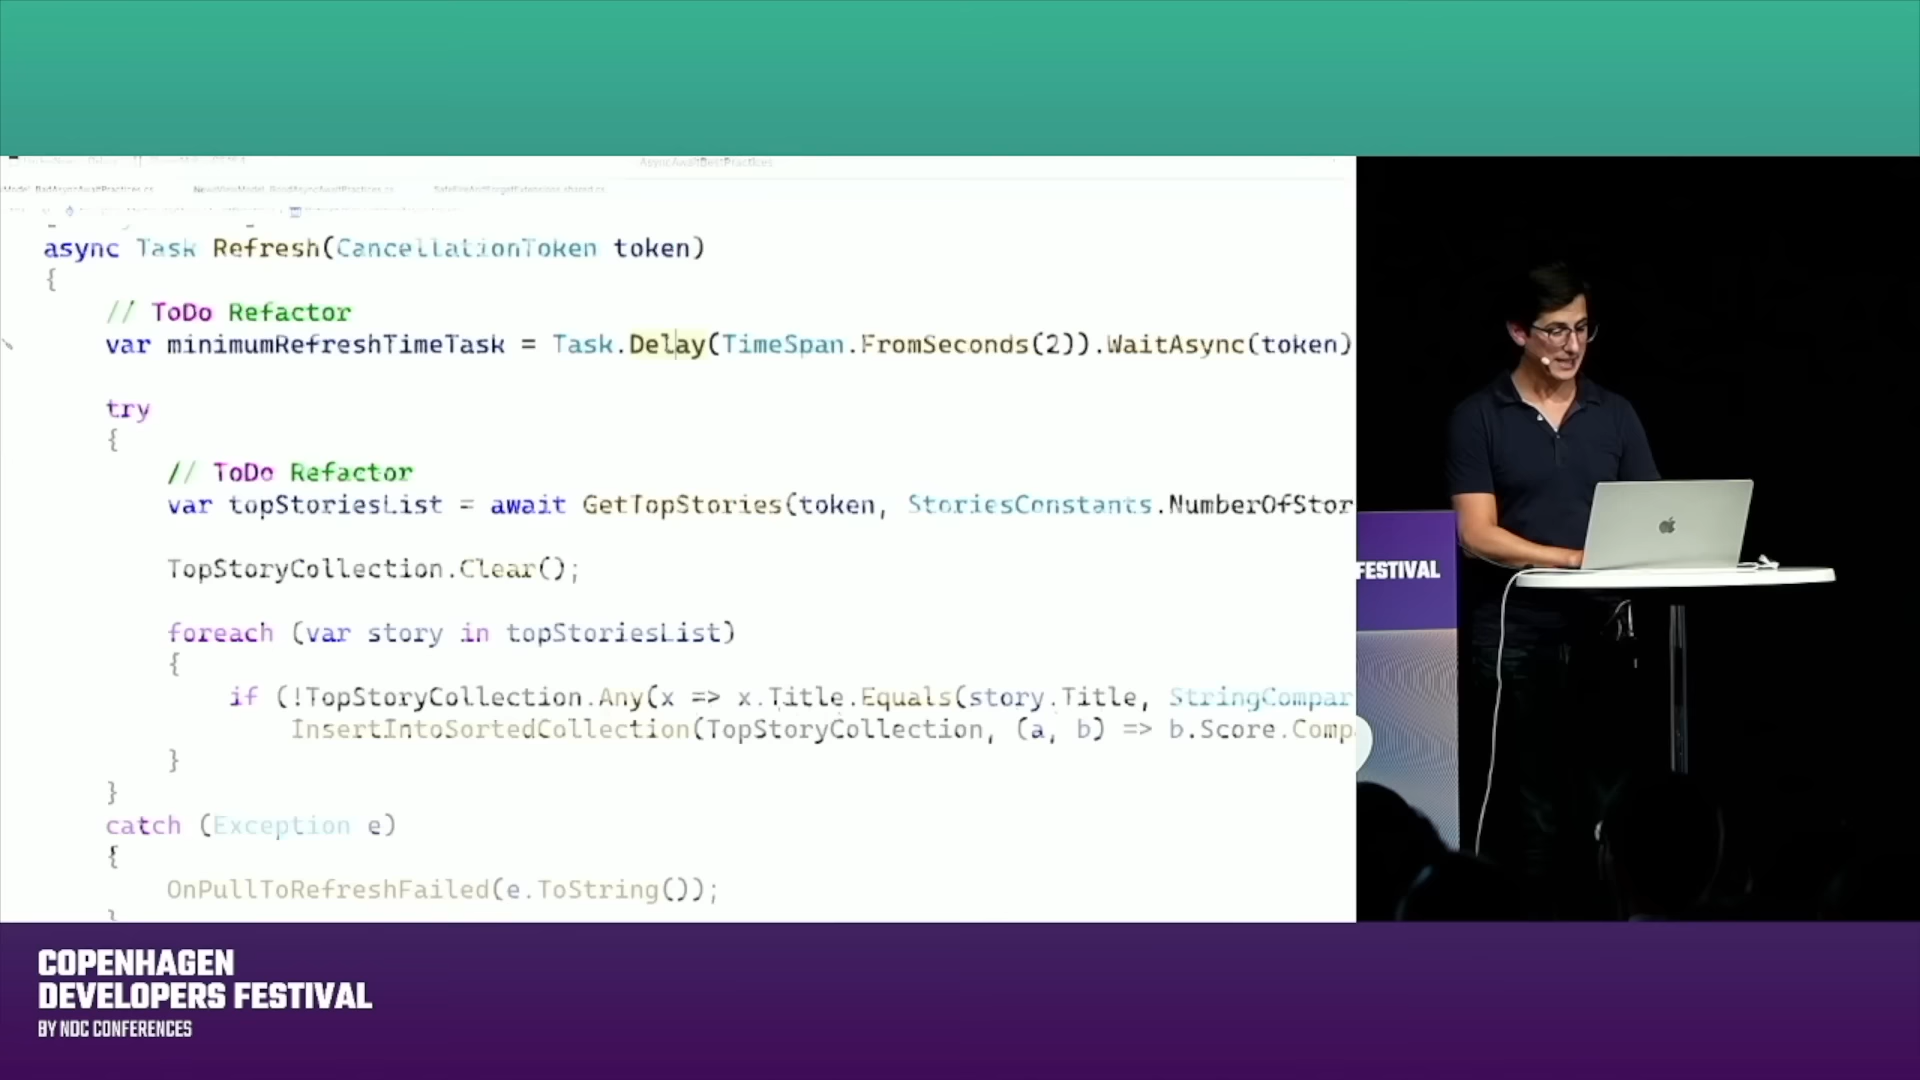 AsyncAwaitBestPractices
async Task Refresh(CancellationToken token)
{
// ToDo Refactor
var minimumRefreshTimeTask = Task.Delay(TimeSpan.FromSeconds(2)).WaitAsync(token)
try
{
// ToDo Refactor
var topStoriesList = await GetTopStories(token, StoriesConstants.NumberOfStor
TopStoryCollection.Clear();
foreach (var story in topStoriesList)
{
if (!TopStoryCollection.Any(x => x.Title.Equals(story.Title, StringCompar
InsertIntoSortedCollection(TopStoryCollection, (a, b) => b.Score.Comp
}
}
catch (Exception e)
{
OnPullToRefreshFailed(e.ToString());
FESTIVAL
COPENHAGEN
DEVELOPERS FESTIVAL
BY NDC CONFERENCES